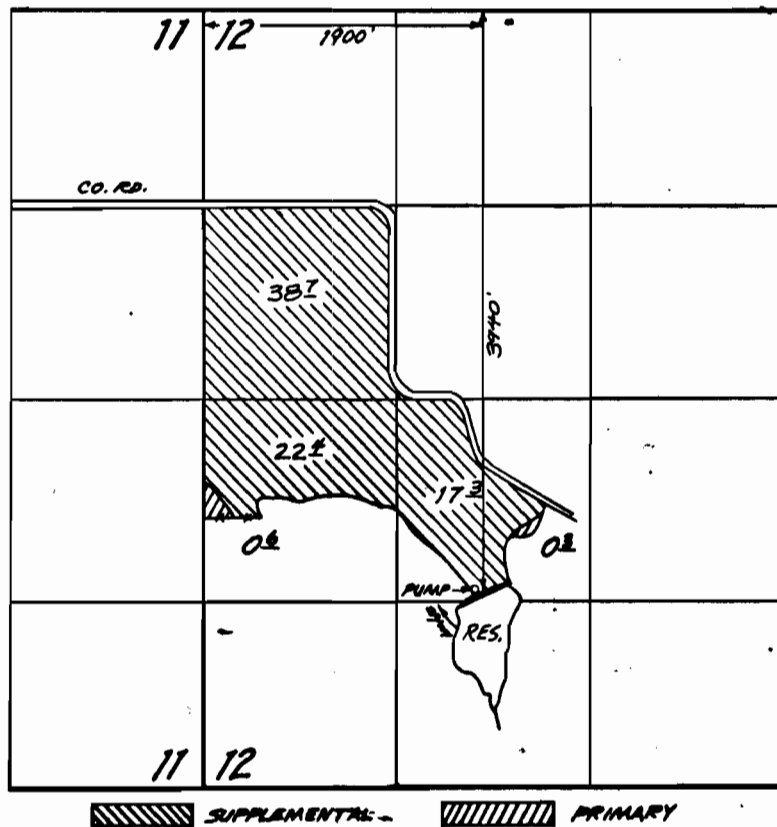 11 12
1900'
CO. RD.
38 7
3940'
22 4
17 3
0 6
0 3
PUMP
RES.
11 12
SUPPLEMENTAL
PRIMARY